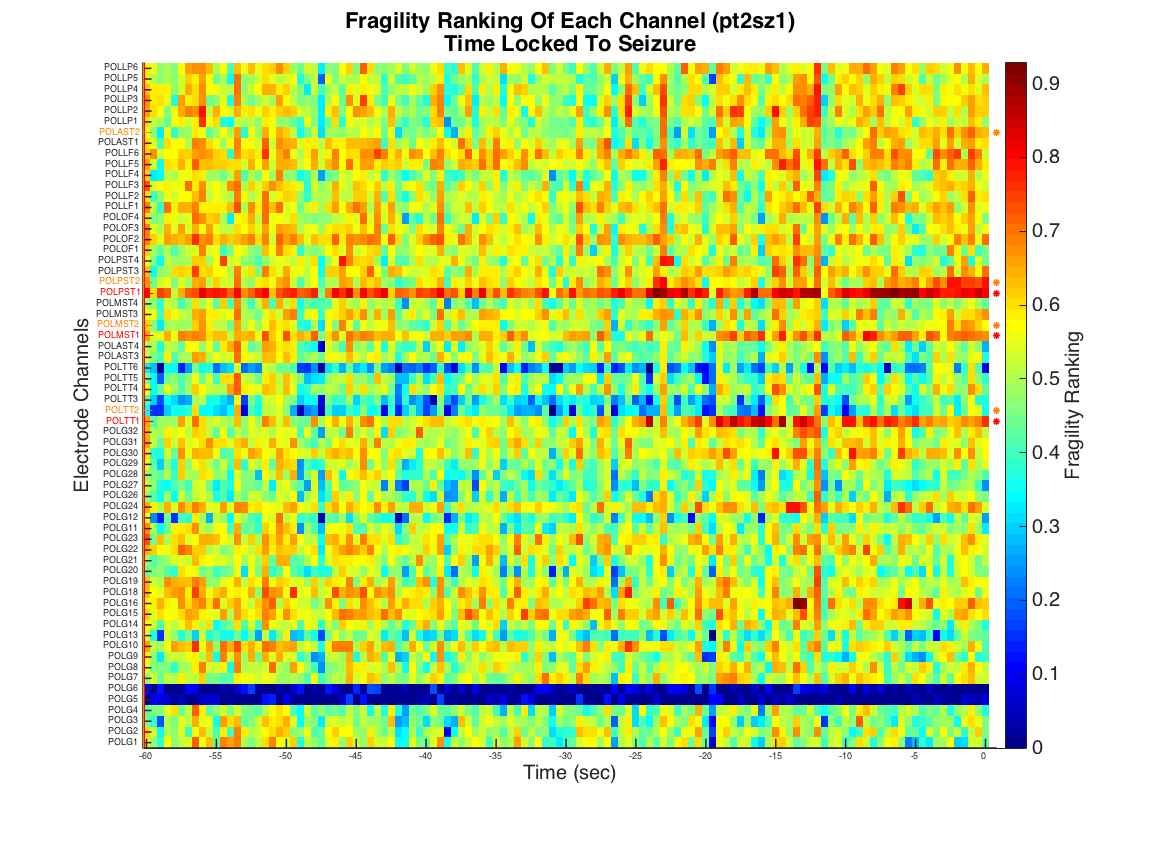 Fragility Ranking Of Each Channel (pt2sz1)
Time Locked To Seizure
Electrode Channels
POLLP6
POLLP5
POLLP4
POLLP3
POLLP2
POLLP1
POLAST2
POLAST1
POLLF6
POLLF5
POLLF4
POLLF3
POLLF2
POLLF1
POLOF4
POLOF3
POLOF2
POLOF1
POLPST4
POLPST3
POLPST2
POLPST1
POLMST4
POLMST3
POLMST2
POLMST1
POLAST4
POLAST3
POLTT6
POLTT5
POLTT4
POLTT3
POLTT2
POLTT1
POLG32
POLG31
POLG30
POLG29
POLG28
POLG27
POLG26
POLG24
POLG12
POLG11
POLG23
POLG22
POLG21
POLG20
POLG19
POLG18
POLG16
POLG15
POLG14
POLG13
POLG10
POLG9
POLG8
POLG7
POLG6
POLG5
POLG4
POLG3
POLG2
POLG1
-60 -55 -50 -45 -40 -35 -30 -25 -20 -15 -10 -5 0
Time (sec)
0.9
0.8
0.7
0.6
0.5
0.4
0.3
0.2
0.1
0
Fragility Ranking